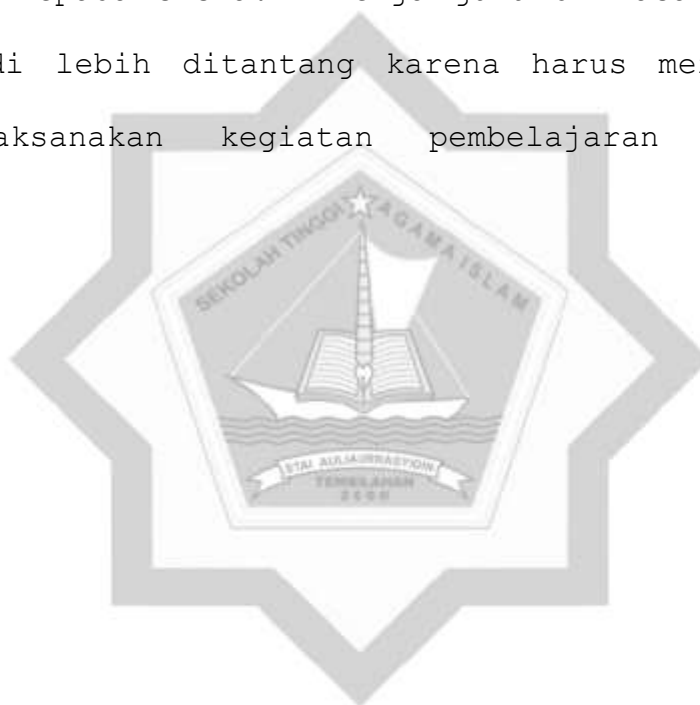 di lebih ditantang karena harus me
aksanakan kegiatan pembelajaran
SEKOLAH TINGGI AGAMA ISLAM
STAI AULIAURRASYIDIN
TEMBILAHAN